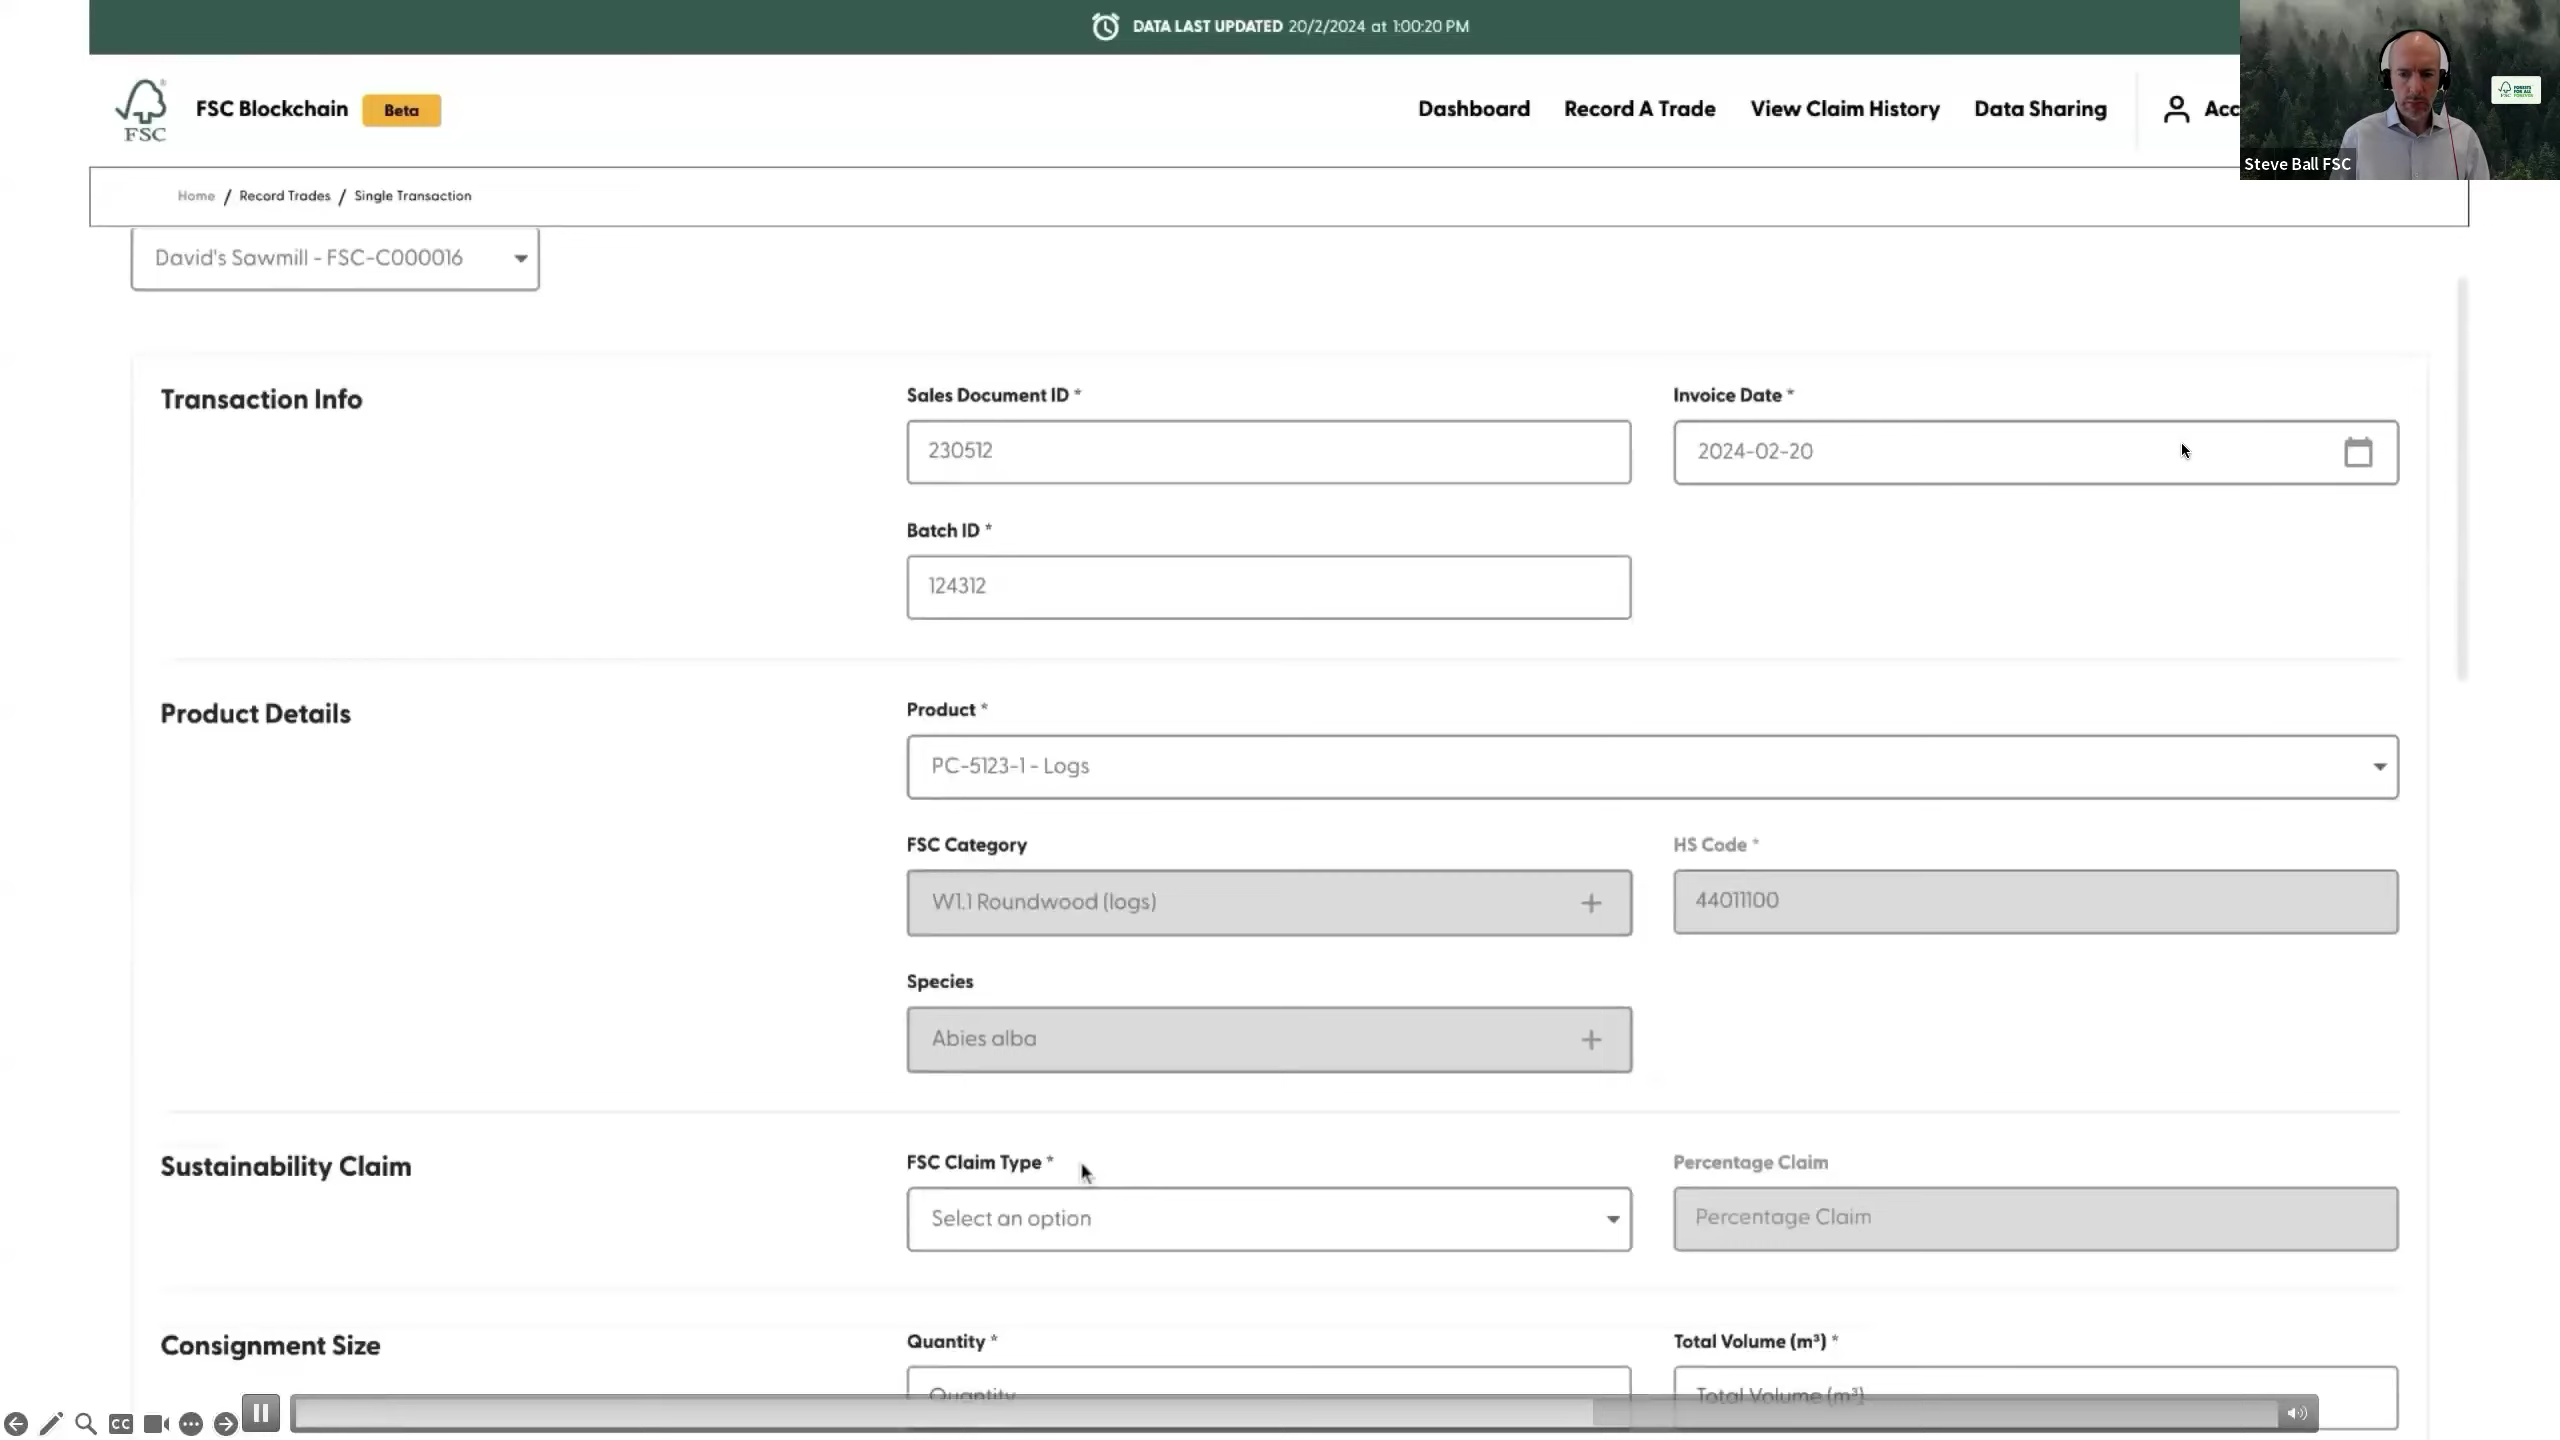 DATA LAST UPDATED 20/2/2024 at 1:00:20 PM
FSC
FSC Blockchain
Beta
Dashboard
Record A Trade
View Claim History
Data Sharing
Acc
Steve Ball FSC
Home / Record Trades / Single Transaction
David's Sawmill - FSC-C000016
Transaction Info
Sales Document ID *
Invoice Date *
230512
2024-02-20
Batch ID *
124312
Product Details
Product *
PC-5123-1 - Logs
FSC Category
HS Code *
W1.1 Roundwood (logs)
44011100
Species
Abies alba
Sustainability Claim
FSC Claim Type *
Percentage Claim
Select an option
Percentage Claim
Consignment Size
Quantity *
Total Volume (m³) *
Quantity
Total Volume (m³)
CC